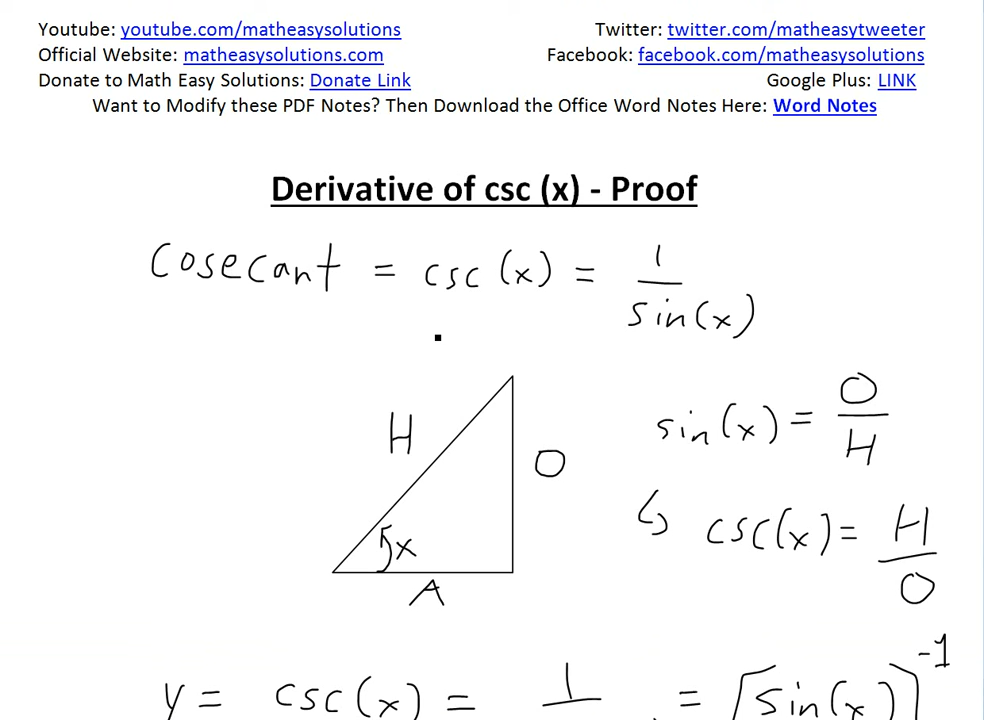 Youtube: youtube.com/matheasysolutions Twitter: twitter.com/matheasytweeter
Official Website: matheasysolutions.com Facebook: facebook.com/matheasysolutions
Donate to Math Easy Solutions: Donate Link Google Plus: LINK
Want to Modify these PDF Notes? Then Download the Office Word Notes Here: Word Notes
Derivative of csc (x) - Proof
Cosecant = csc (x) = 1 / sin(x)
H
O
5x
A
sin(x) = O / H
↳ csc(x) = H / O
y = csc(x) = 1 = [sin(x)]^-1